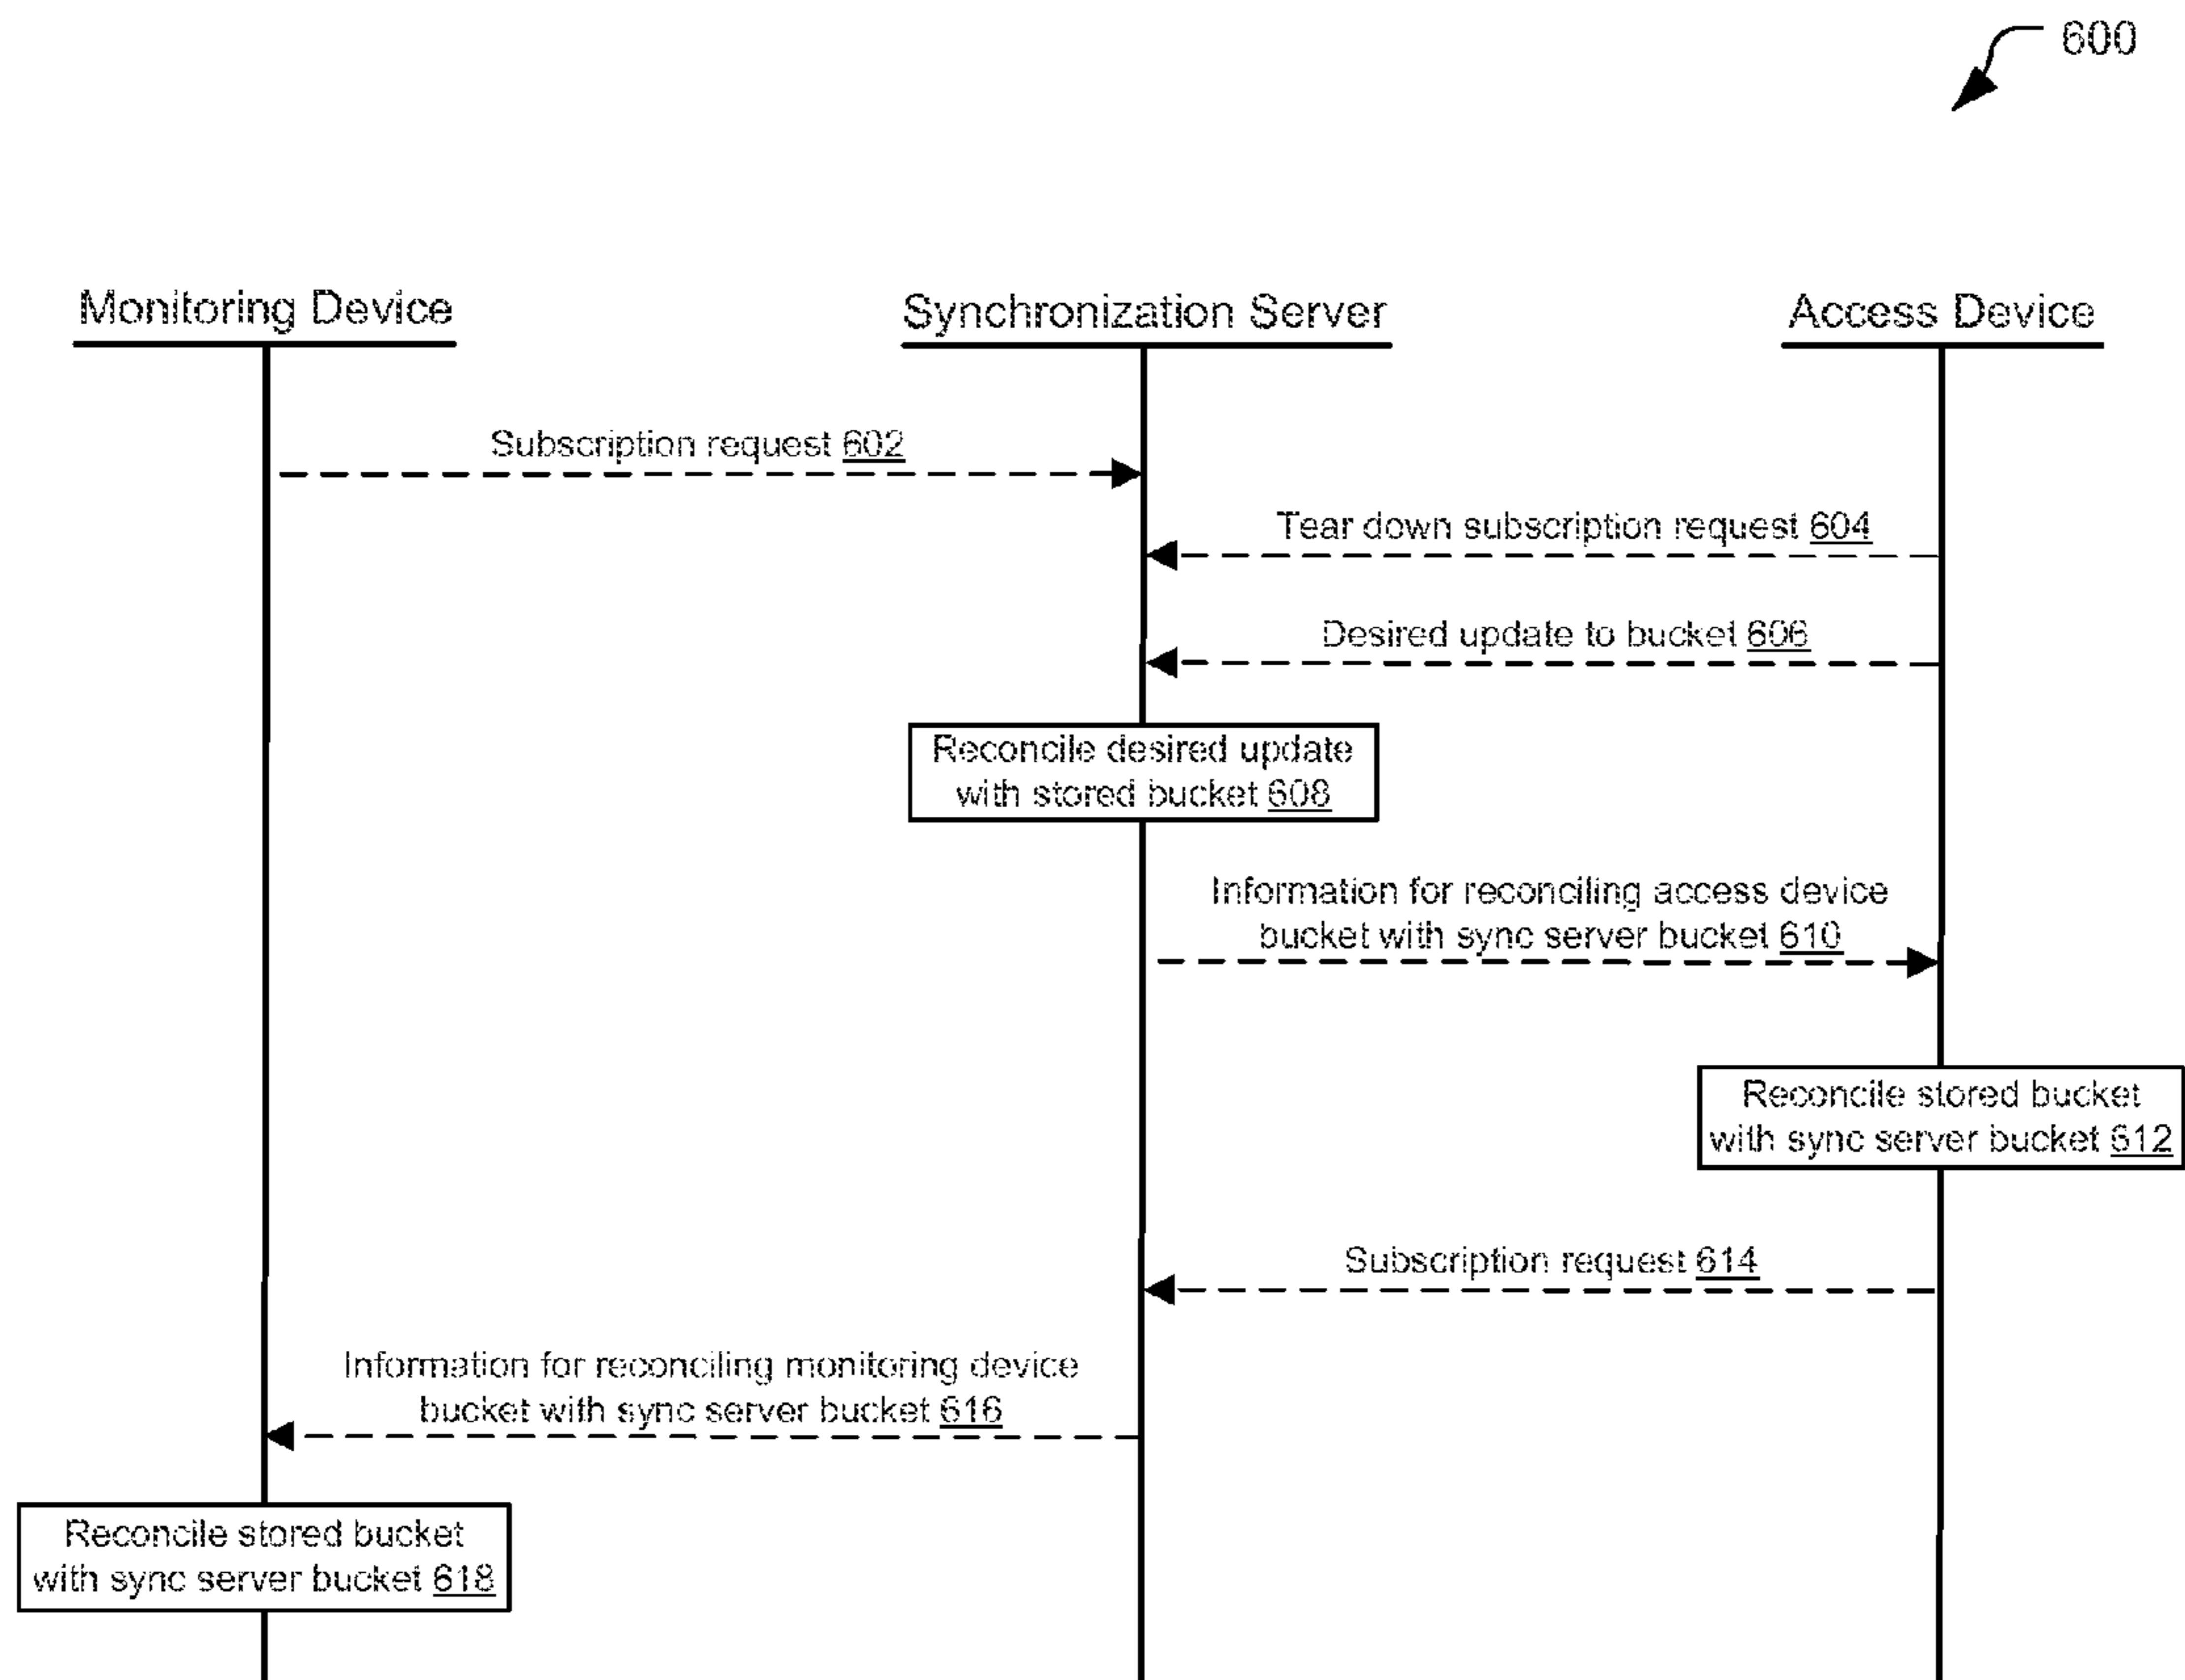 600
Monitoring Device
Synchronization Server
Access Device
Subscription request 602
Tear down subscription request 604
Desired update to bucket 606
Reconcile desired update
with stored bucket 608
Information for reconciling access device
bucket with sync server bucket 610
Reconcile stored bucket
with sync server bucket 612
Subscription request 614
Information for reconciling monitoring device
bucket with sync server bucket 616
Reconcile stored bucket
with sync server bucket 618